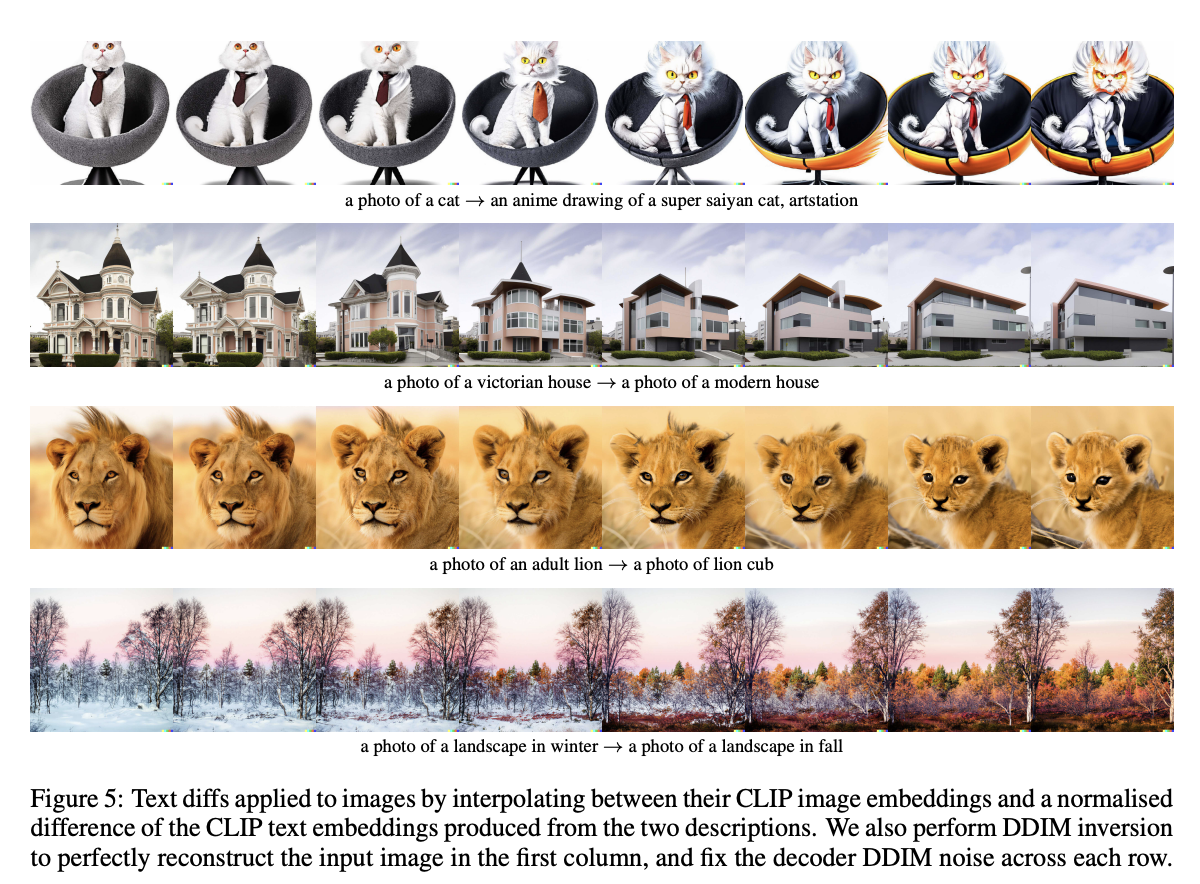 a photo of a cat → an anime drawing of a super saiyan cat, artstation
a photo of a victorian house → a photo of a modern house
a photo of an adult lion → a photo of lion cub
a photo of a landscape in winter → a photo of a landscape in fall
Figure 5: Text diffs applied to images by interpolating between their CLIP image embeddings and a normalised
difference of the CLIP text embeddings produced from the two descriptions. We also perform DDIM inversion
to perfectly reconstruct the input image in the first column, and fix the decoder DDIM noise across each row.